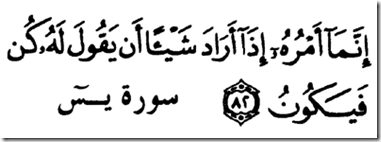 إِنَّمَآ أَمْرُهُۥٓ إِذَآ أَرَادَ شَيْـًٔا أَن يَقُولَ لَهُۥ كُن
فَيَكُونُ ۝٨٢ سورة يسٓ